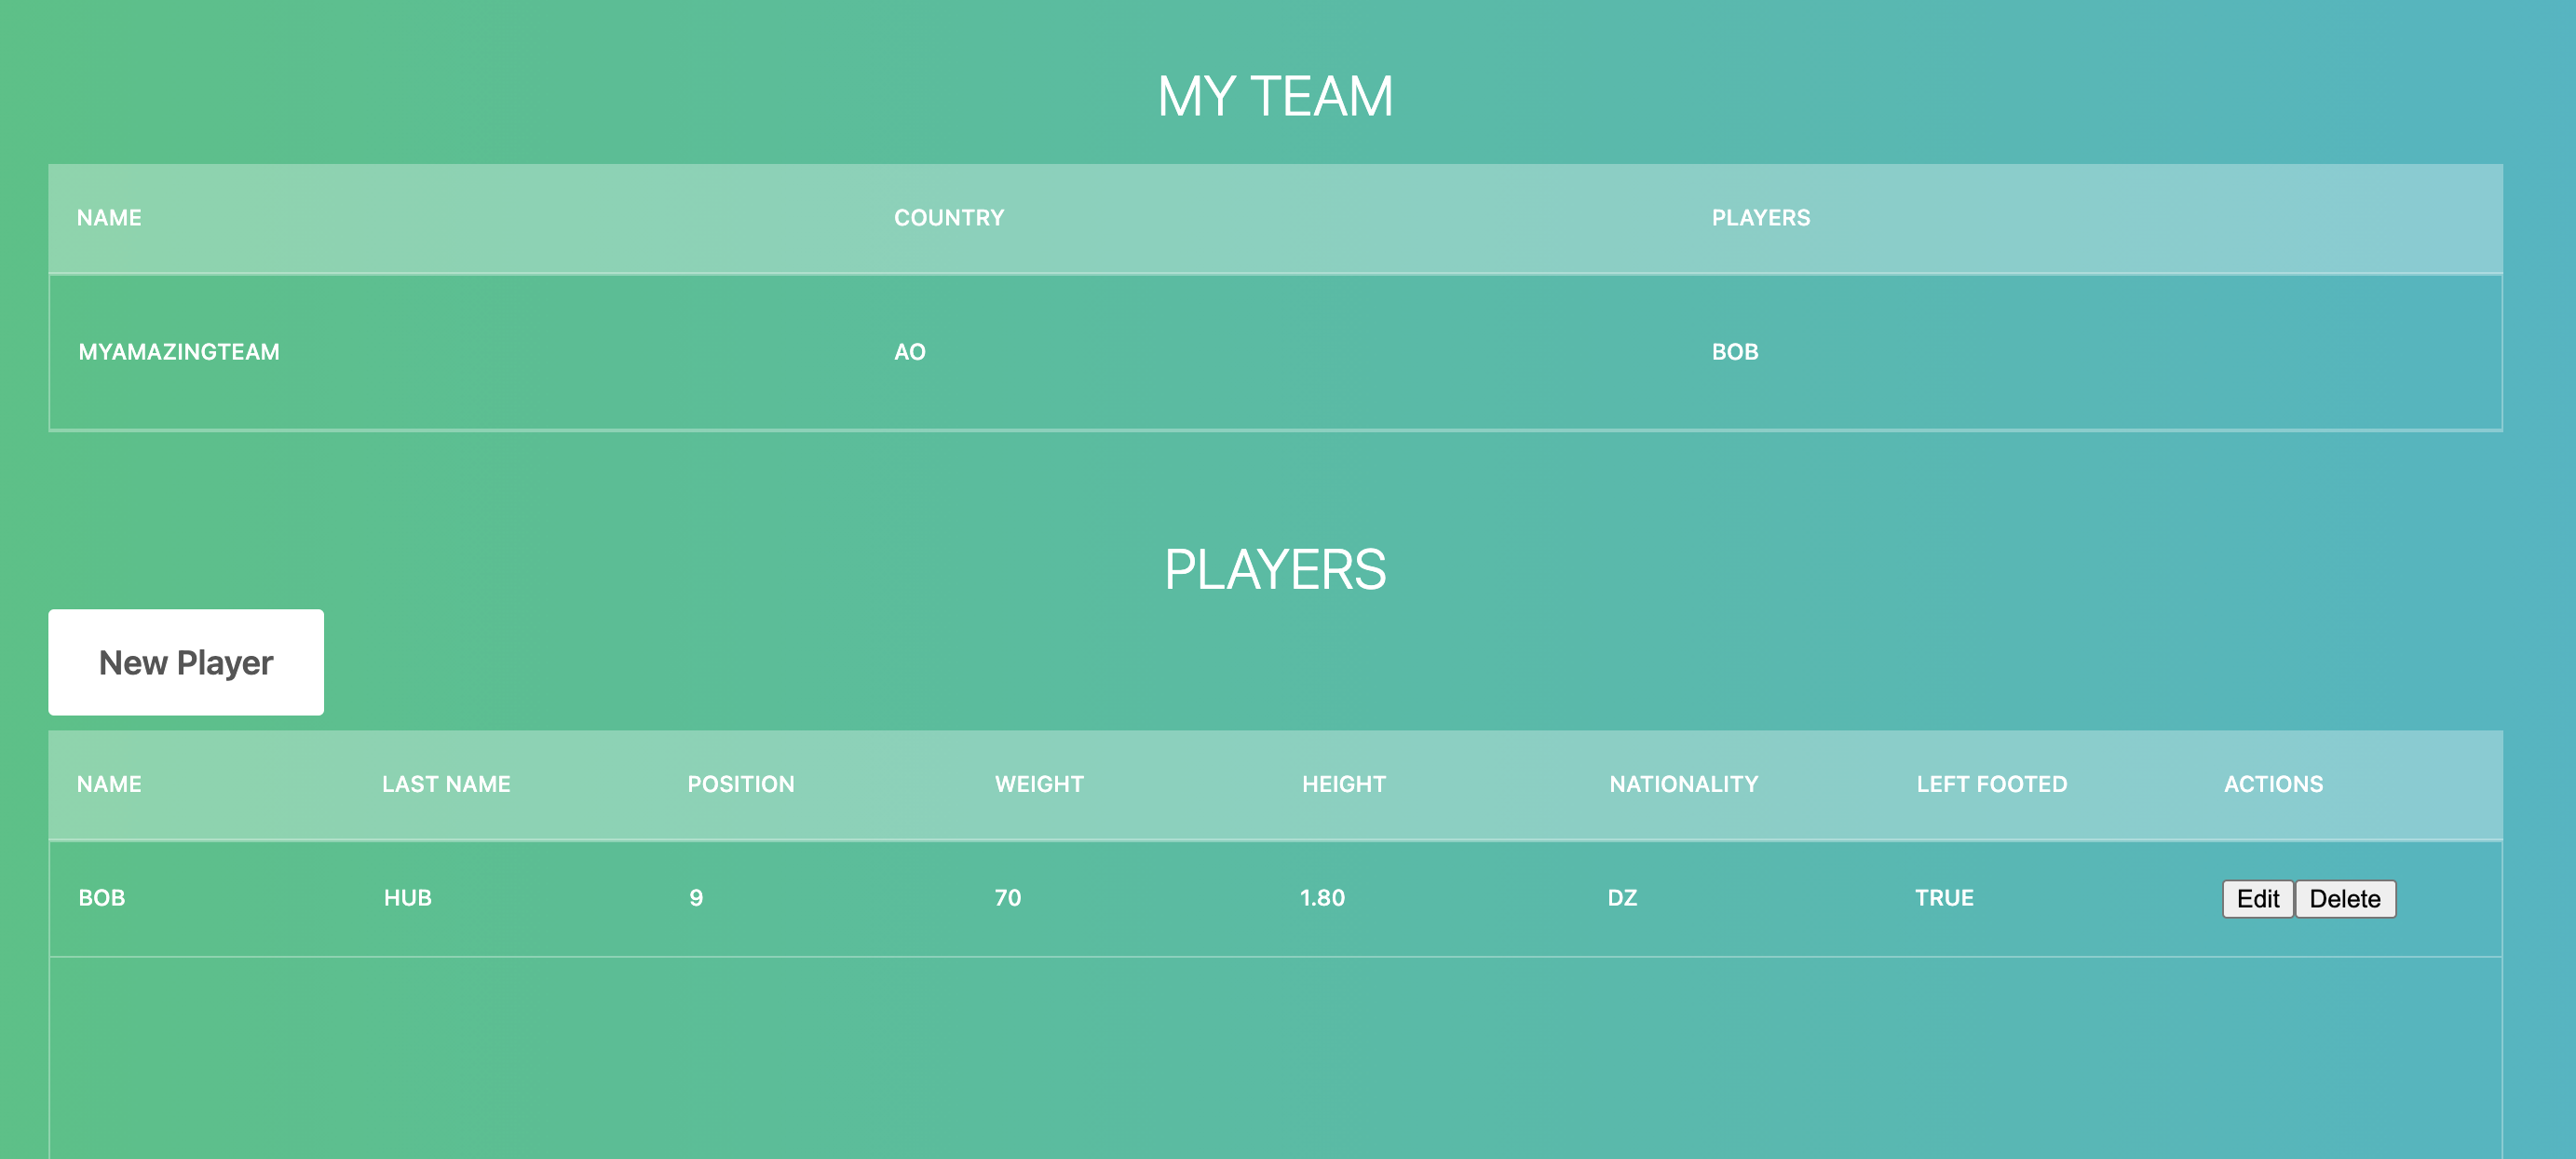 MY TEAM
NAME COUNTRY PLAYERS
MYAMAZINGTEAM AO BOB
PLAYERS
New Player
NAME LAST NAME POSITION WEIGHT HEIGHT NATIONALITY LEFT FOOTED ACTIONS
BOB HUB 9 70 1.80 DZ TRUE Edit Delete